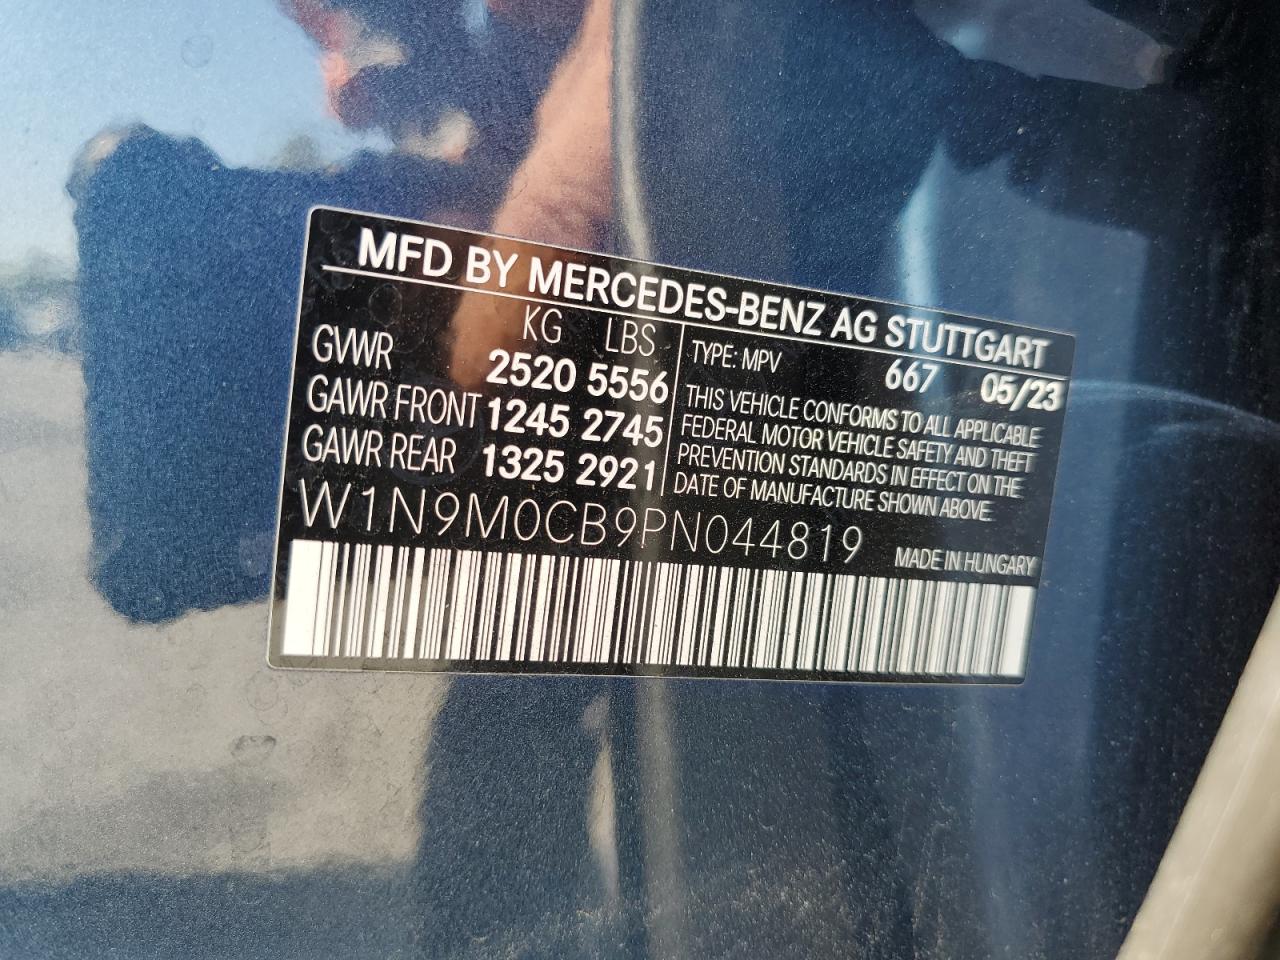 MFD BY MERCEDES-BENZ AG STUTTGART
KG LBS
GVWR 2520 5556
GAWR FRONT 1245 2745
GAWR REAR 1325 2921
TYPE: MPV 667 05/23
THIS VEHICLE CONFORMS TO ALL APPLICABLE
FEDERAL MOTOR VEHICLE SAFETY AND THEFT
PREVENTION STANDARDS IN EFFECT ON THE
DATE OF MANUFACTURE SHOWN ABOVE.
W1N9M0CB9PN044819
MADE IN HUNGARY